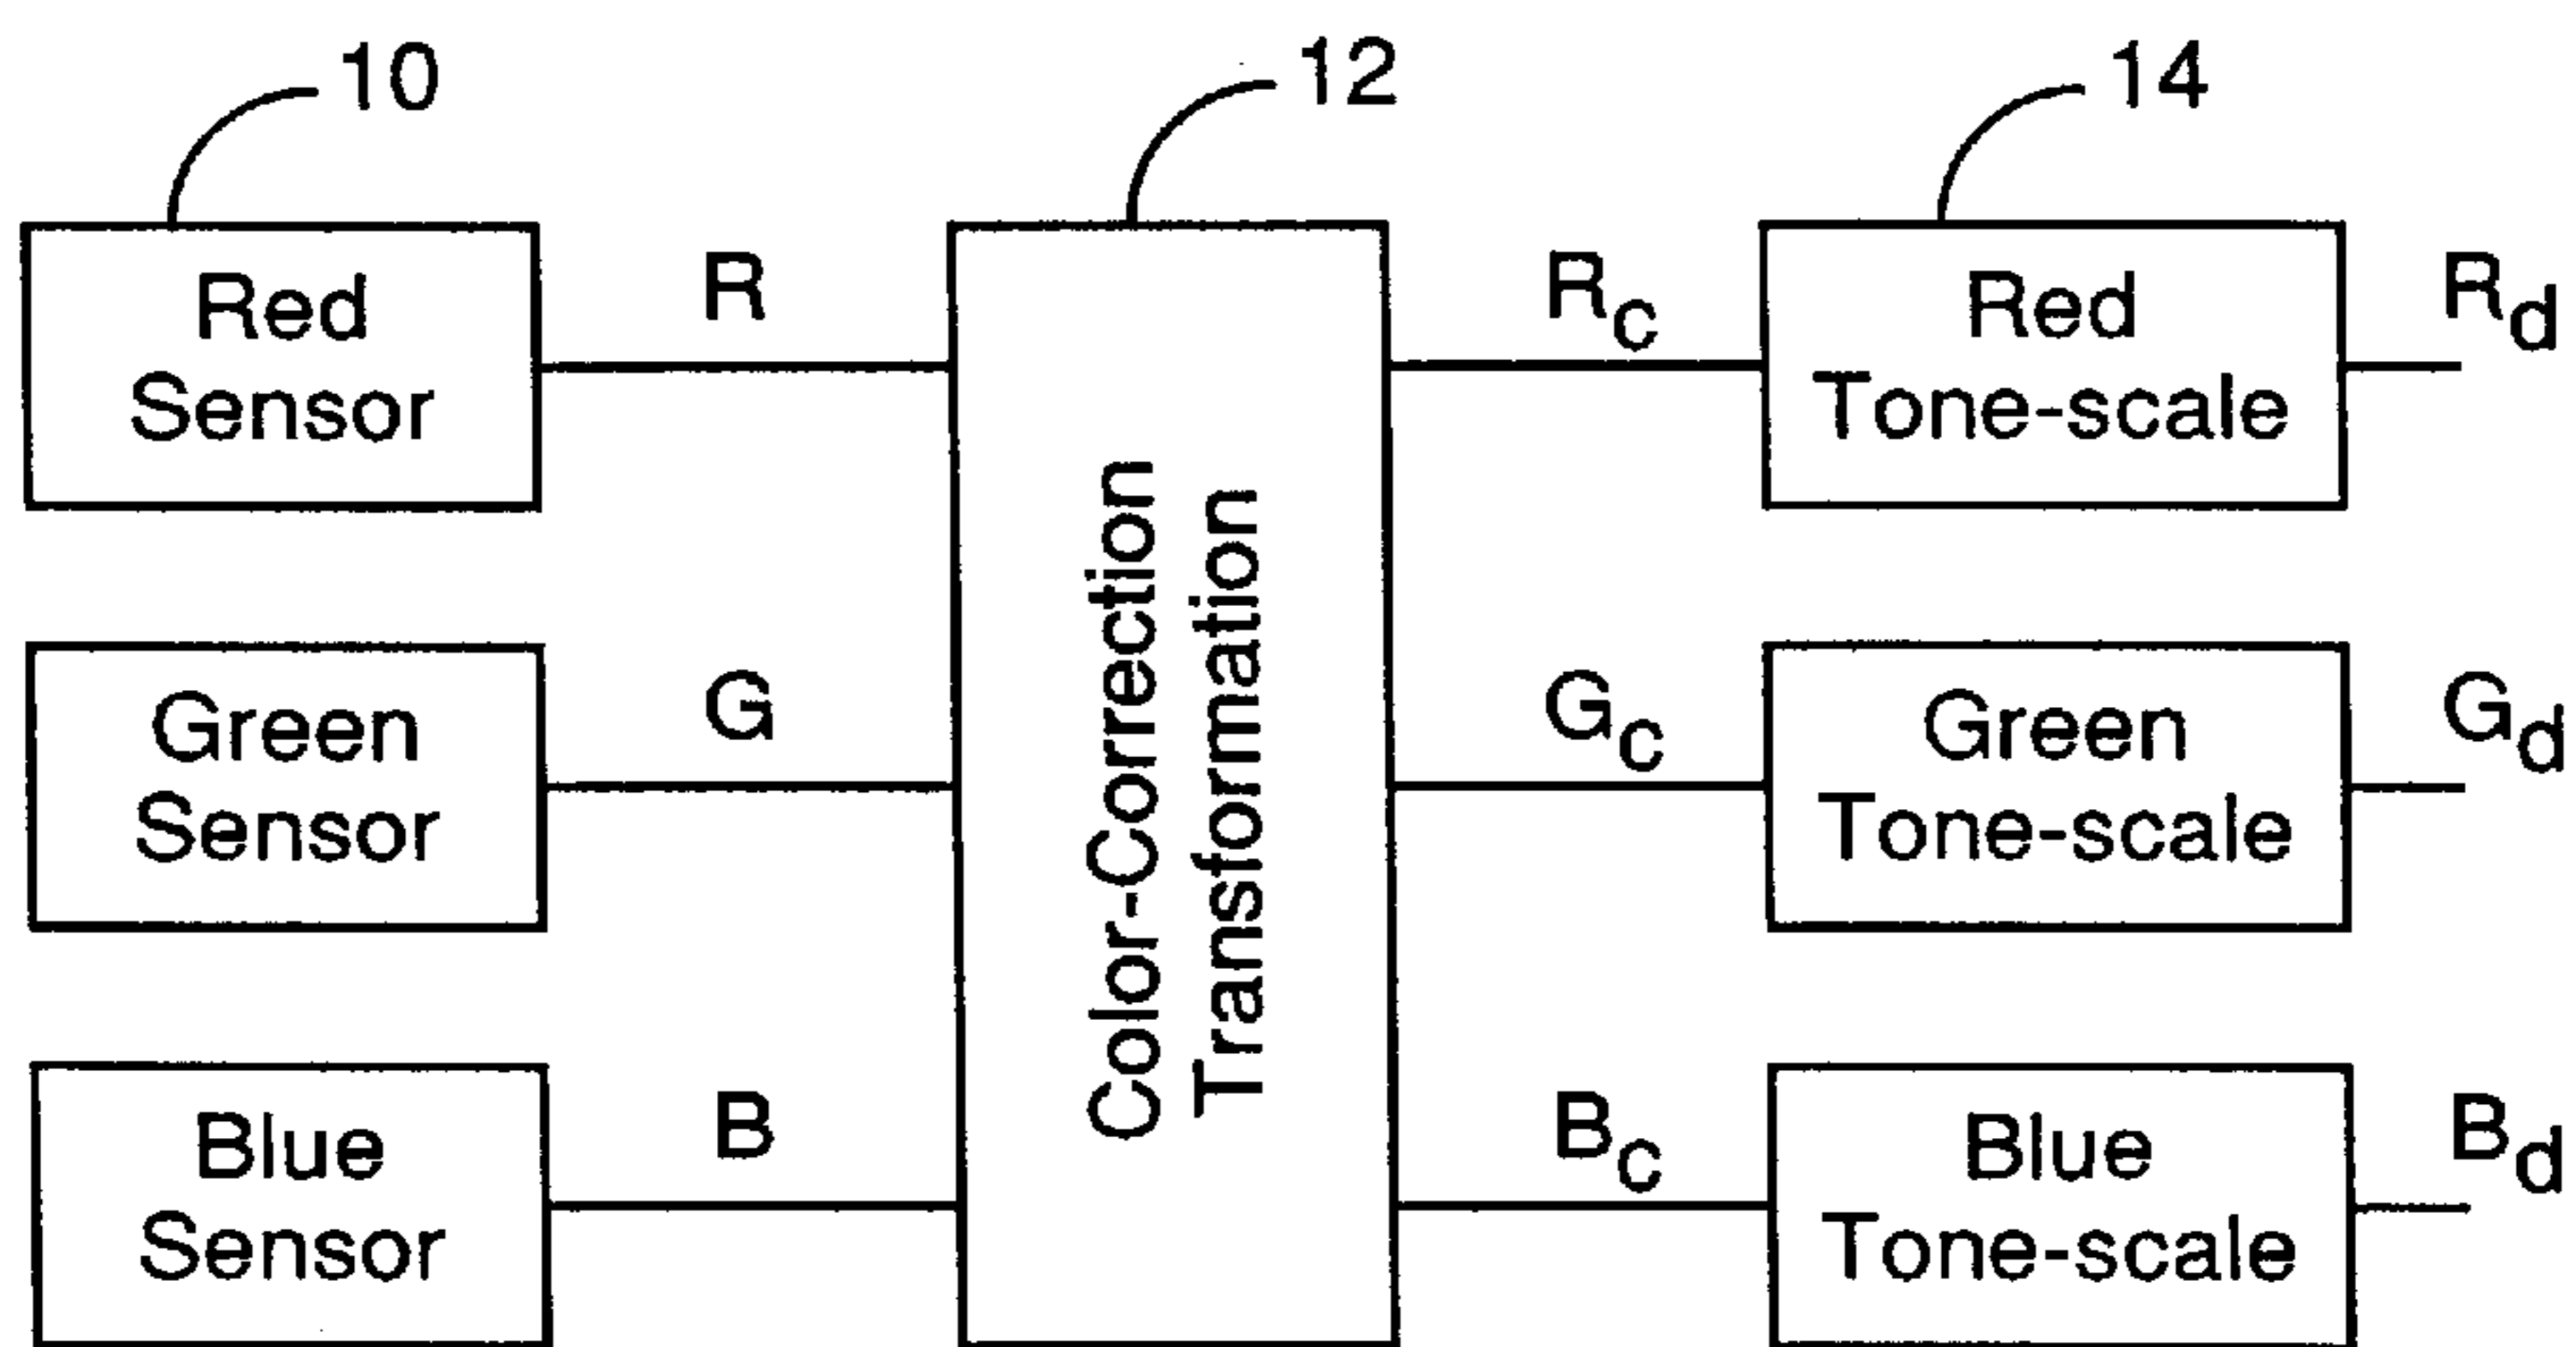 10
12
14
Red
Sensor
R
Color-Correction
Transformation
Rc
Red
Tone-scale
Rd
Green
Sensor
G
Gc
Green
Tone-scale
Gd
Blue
Sensor
B
Bc
Blue
Tone-scale
Bd